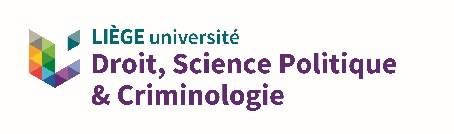 LIÈGE université
Droit, Science Politique
& Criminologie